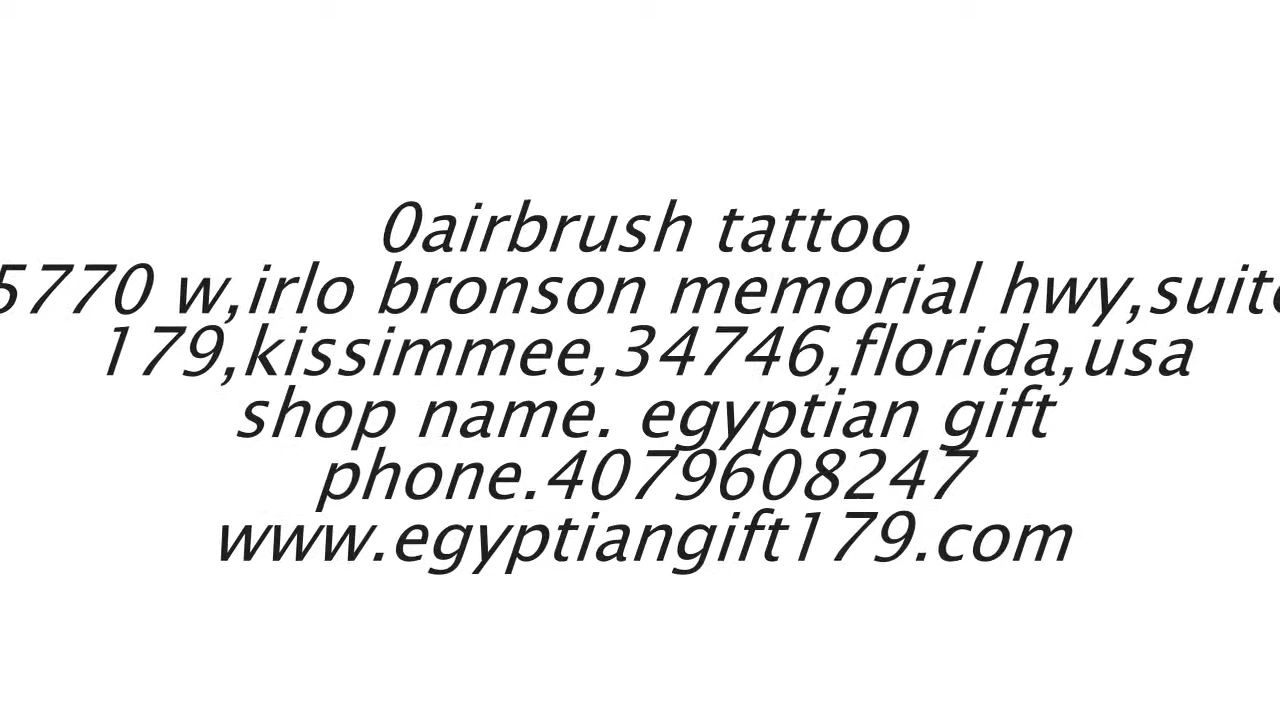 0airbrush tattoo
5770 w,irlo bronson memorial hwy,suite
179,kissimmee,34746,florida,usa
shop name. egyptian gift
phone.4079608247
www.egyptiangift179.com